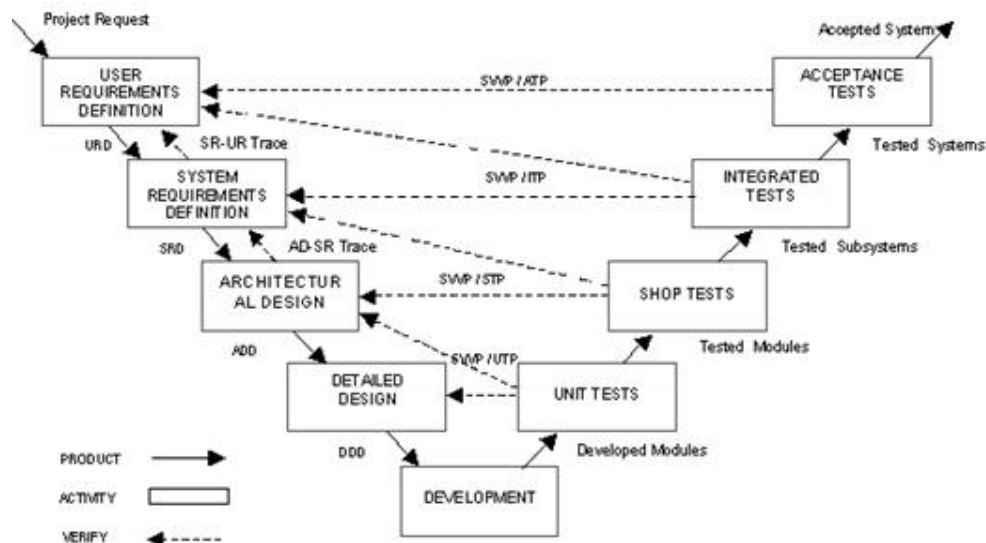 Project Request
Accepted System
USER
REQUIREMENTS
DEFINITION
SVVP / ATP
ACCEPTANCE
TESTS
URD
SR-UR Trace
Tested Systems
SYSTEM
REQUIREMENTS
DEFINITION
SVVP / ITP
INTEGRATED
TESTS
SRD
AD-SR Trace
Tested Subsystems
ARCHITECTUR
AL DESIGN
SVVP / STP
SHOP TESTS
ADD
Tested Modules
SVVP / UTP
DETAILED
DESIGN
UNIT TESTS
DDD
Developed Modules
PRODUCT
ACTIVITY
DEVELOPMENT
VERIFY